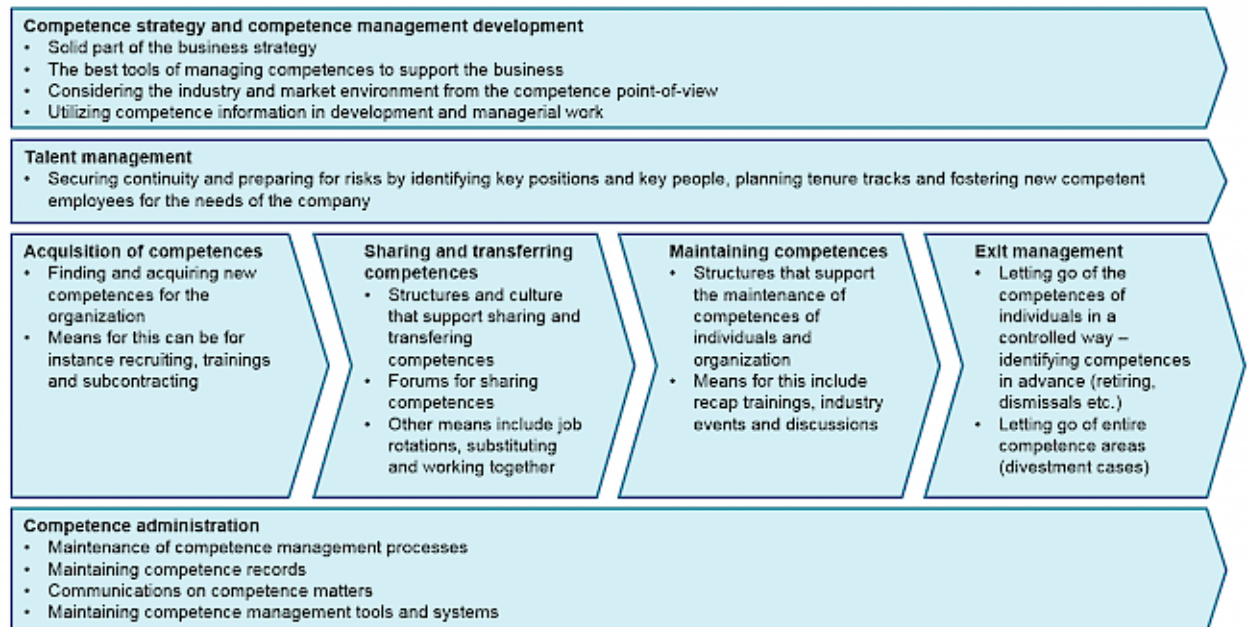 Competence strategy and competence management development
• Solid part of the business strategy
• The best tools of managing competences to support the business
• Considering the industry and market environment from the competence point-of-view
• Utilizing competence information in development and managerial work
Talent management
• Securing continuity and preparing for risks by identifying key positions and key people, planning tenure tracks and fostering new competent
employees for the needs of the company
Acquisition of competences
• Finding and acquiring new
competences for the
organization
• Means for this can be for
instance recruiting, trainings
and subcontracting
Sharing and transferring
competences
• Structures and culture
that support sharing and
transfering
competences
• Forums for sharing
competences
• Other means include job
rotations, substituting
and working together
Maintaining competences
• Structures that support
the maintenance of
competences of
individuals and
organization
• Means for this include
recap trainings, industry
events and discussions
Exit management
• Letting go of the
competences of
individuals in a
controlled way –
identifying competences
in advance (retiring,
dismissals etc.)
• Letting go of entire
competence areas
(divestment cases)
Competence administration
• Maintenance of competence management processes
• Maintaining competence records
• Communications on competence matters
• Maintaining competence management tools and systems